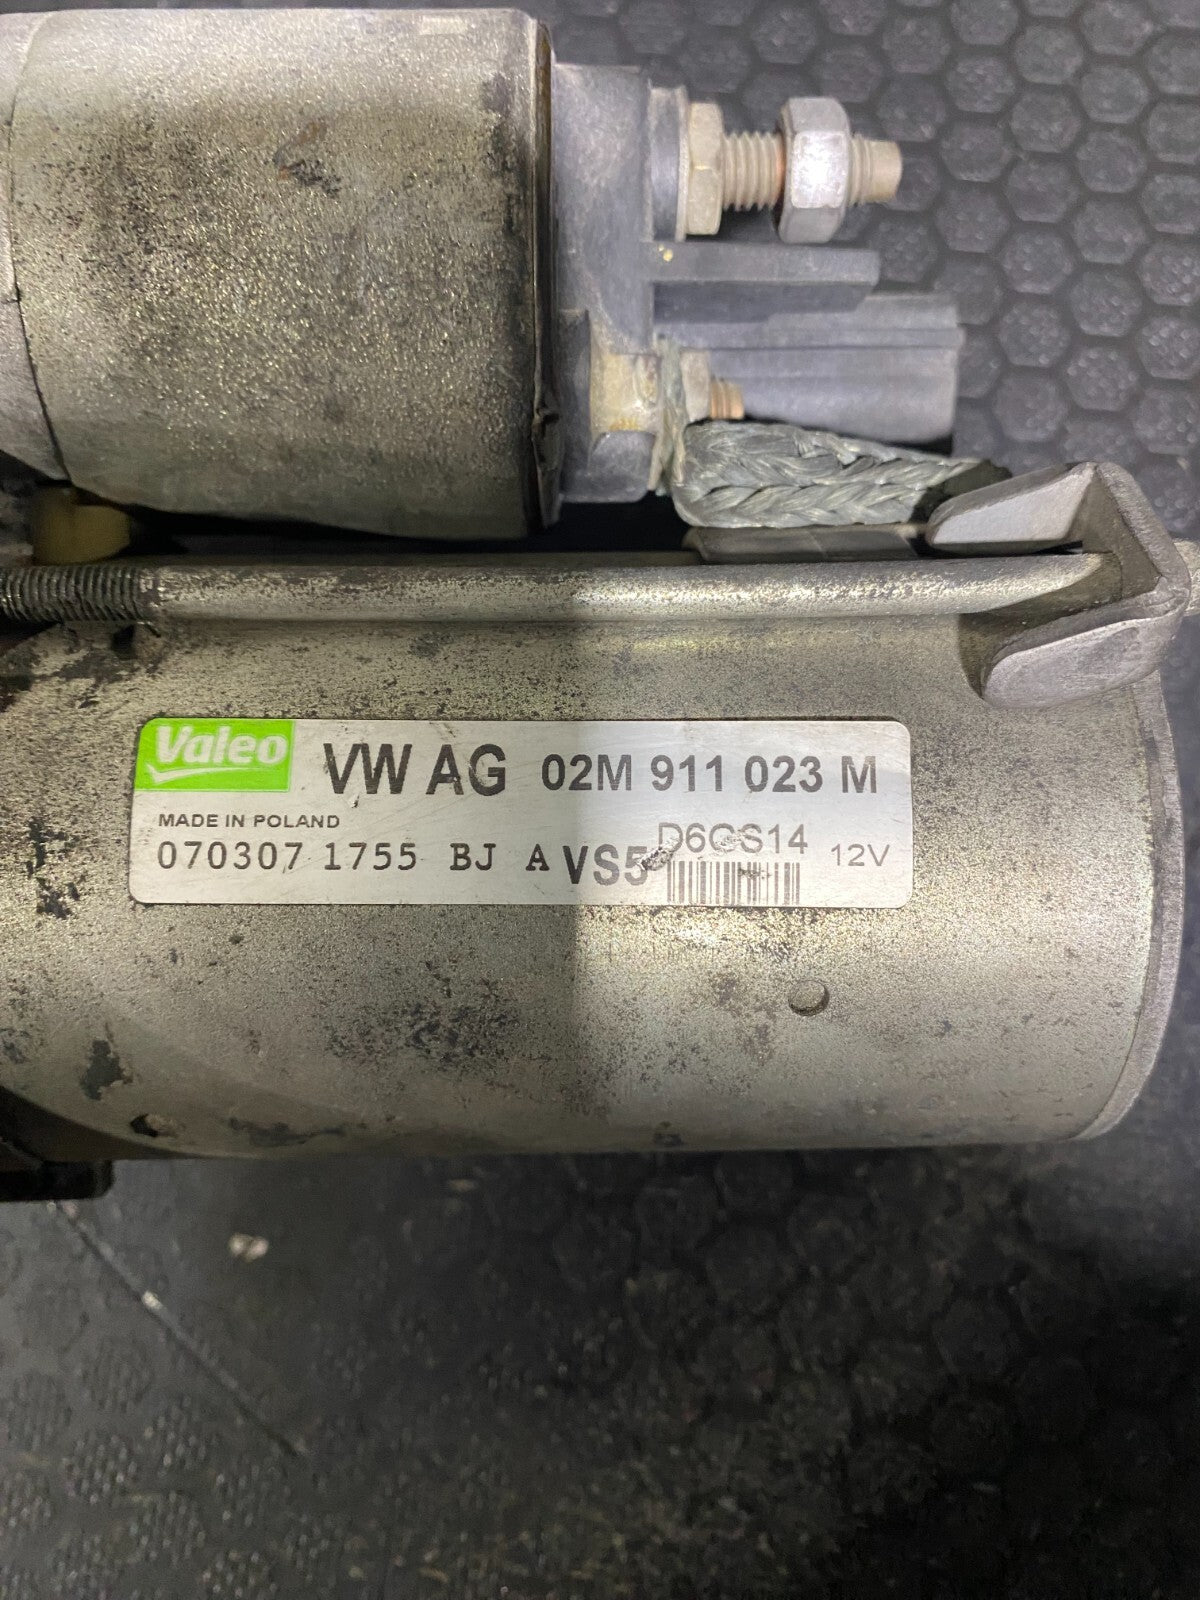 Valeo VW AG 02M 911 023 M
MADE IN POLAND
D6GS14
070307 1755 BJ A VS5 12V